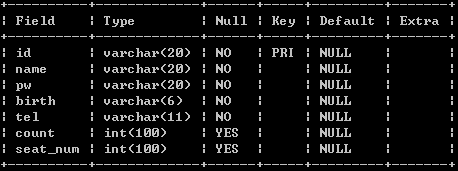 +----------+-------------+------+-----+---------+-------+
| Field    | Type        | Null | Key | Default | Extra |
+----------+-------------+------+-----+---------+-------+
| id       | varchar(20) | NO   | PRI | NULL    |       |
| name     | varchar(20) | NO   |     | NULL    |       |
| pw       | varchar(20) | NO   |     | NULL    |       |
| birth    | varchar(6)  | NO   |     | NULL    |       |
| tel      | varchar(11) | NO   |     | NULL    |       |
| count    | int(100)    | YES  |     | NULL    |       |
| seat_num | int(100)    | YES  |     | NULL    |       |
+----------+-------------+------+-----+---------+-------+